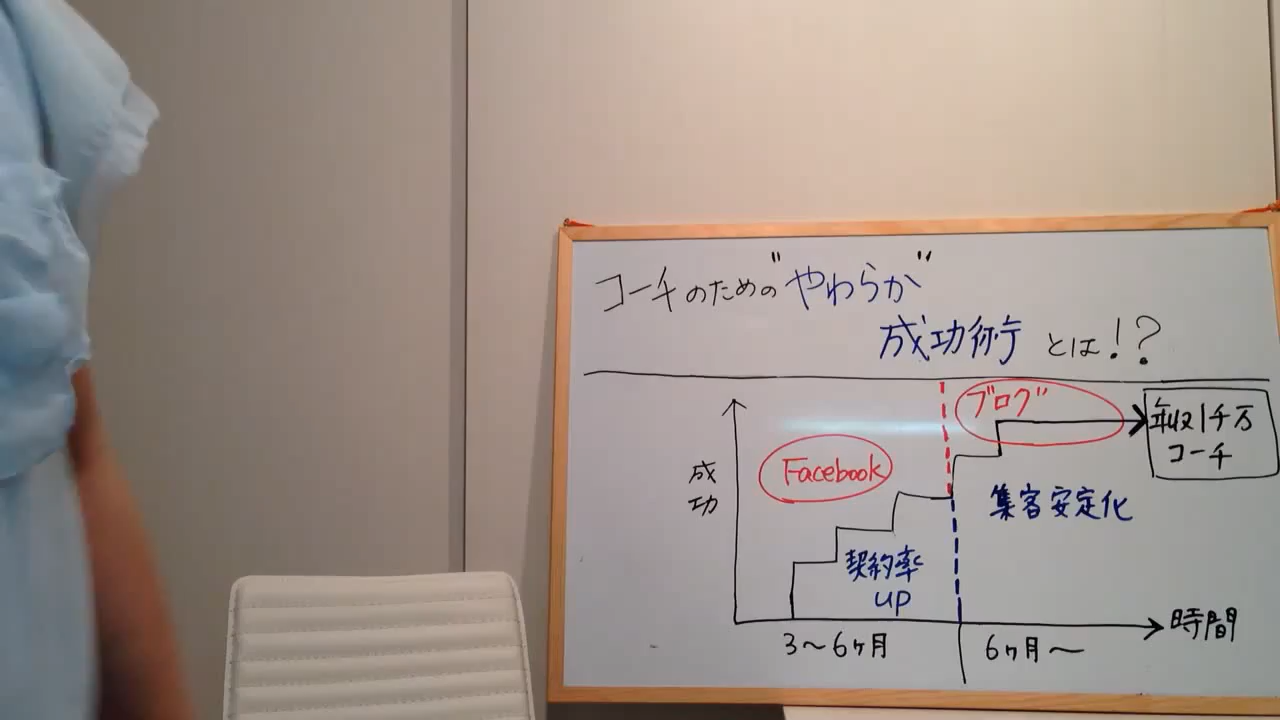 コーチのための"やわらか"
成功術とは!?
ブログ
年収1千万
コーチ
Facebook
成功
集客安定化
契約率
UP
時間
3〜6ヶ月
6ヶ月〜